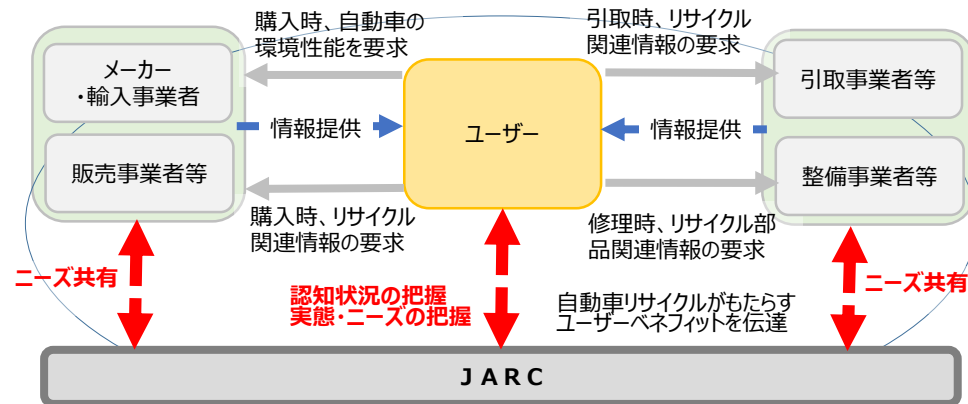 購入時、自動車の
環境性能を要求
引取時、リサイクル
関連情報の要求
メーカー
・輸入事業者
ユーザー
引取事業者等
情報提供
情報提供
販売事業者等
整備事業者等
購入時、リサイクル
関連情報の要求
修理時、リサイクル部
品関連情報の要求
ニーズ共有
認知状況の把握
実態・ニーズの把握
自動車リサイクルがもたらす
ユーザーベネフィットを伝達
ニーズ共有
JARC